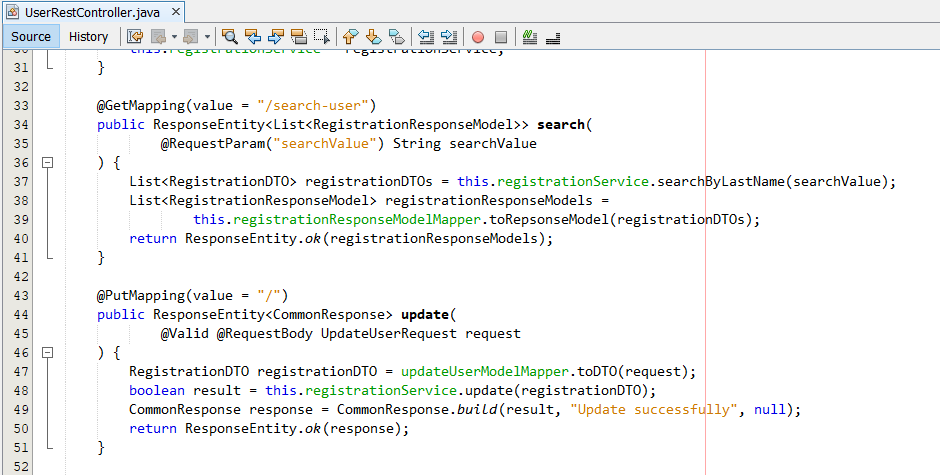 UserRestController.java
Source History
31 }
32
33 @GetMapping(value = "/search-user")
34 public ResponseEntity<List<RegistrationResponseModel>> search(
35 @RequestParam("searchValue") String searchValue
36 ) {
37 List<RegistrationDTO> registrationDTOs = this.registrationService.searchByLastName(searchValue);
38 List<RegistrationResponseModel> registrationResponseModels =
39 this.registrationResponseModelMapper.toRepsonseModel(registrationDTOs);
40 return ResponseEntity.ok(registrationResponseModels);
41 }
42
43 @PutMapping(value = "/")
44 public ResponseEntity<CommonResponse> update(
45 @Valid @RequestBody UpdateUserRequest request
46 ) {
47 RegistrationDTO registrationDTO = updateUserModelMapper.toDTO(request);
48 boolean result = this.registrationService.update(registrationDTO);
49 CommonResponse response = CommonResponse.build(result, "Update successfully", null);
50 return ResponseEntity.ok(response);
51 }
52